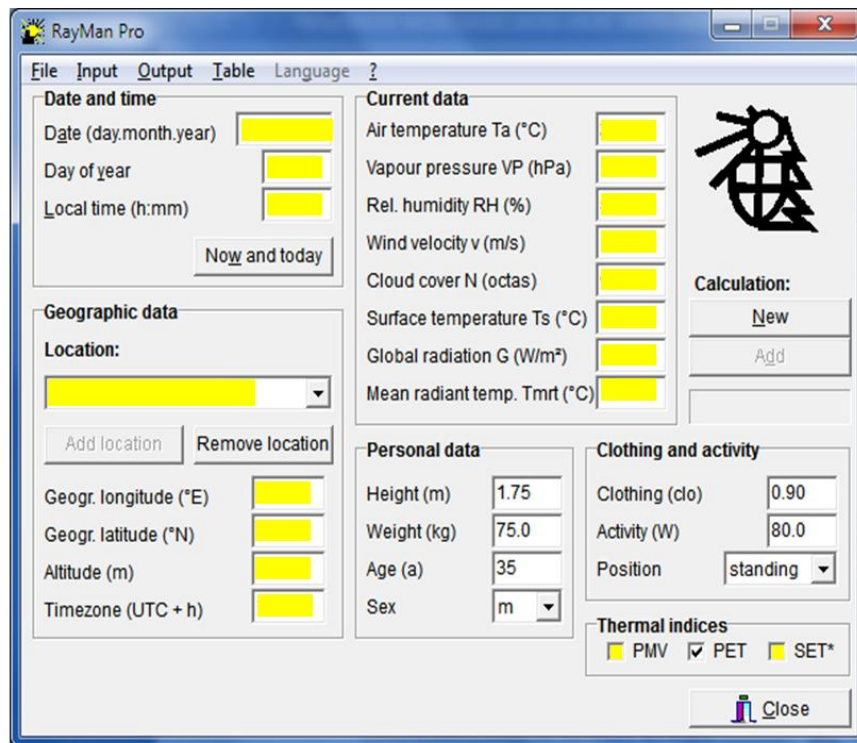 RayMan Pro
File Input Output Table Language ?
Date and time
Date (day.month.year)
Day of year
Local time (h:mm)
Now and today
Geographic data
Location:
Add location Remove location
Geogr. longitude (°E)
Geogr. latitude (°N)
Altitude (m)
Timezone (UTC + h)
Current data
Air temperature Ta (°C)
Vapour pressure VP (hPa)
Rel. humidity RH (%)
Wind velocity v (m/s)
Cloud cover N (octas)
Surface temperature Ts (°C)
Global radiation G (W/m²)
Mean radiant temp. Tmrt (°C)
Calculation:
New
Add
Personal data
Height (m) 1.75
Weight (kg) 75.0
Age (a) 35
Sex m
Clothing and activity
Clothing (clo) 0.90
Activity (W) 80.0
Position standing
Thermal indices
PMV PET SET*
Close